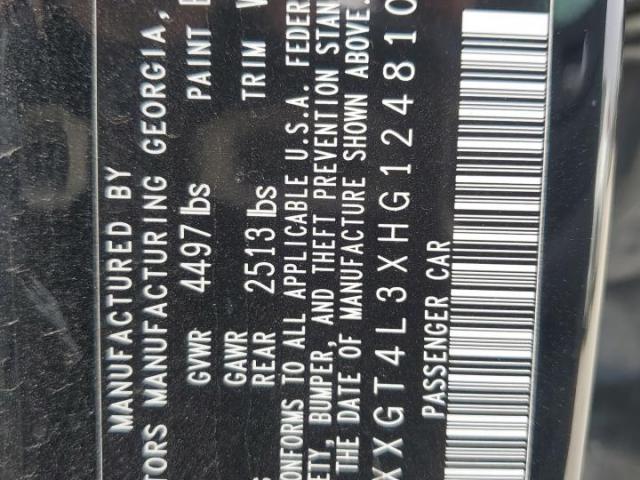 MANUFACTURED BY
TORS MANUFACTURING GEORGIA,
GVWR 4497 lbs PAINT
GAWR
REAR 2513 lbs TRIM
ONFORMS TO ALL APPLICABLE U.S.A. FEDER
ETY, BUMPER, AND THEFT PREVENTION STAN
THE DATE OF MANUFACTURE SHOWN ABOVE.
XXGT4L3XHG124810
PASSENGER CAR